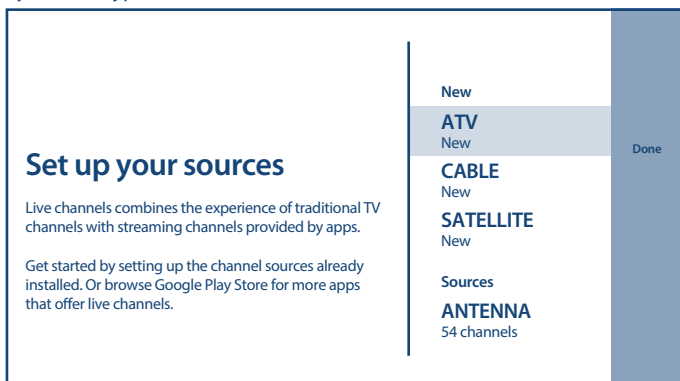 Set up your sources
Live channels combines the experience of traditional TV
channels with streaming channels provided by apps.
Get started by setting up the channel sources already
installed. Or browse Google Play Store for more apps
that offer live channels.
New
ATV
New
CABLE
New
SATELLITE
New
Sources
ANTENNA
54 channels
Done